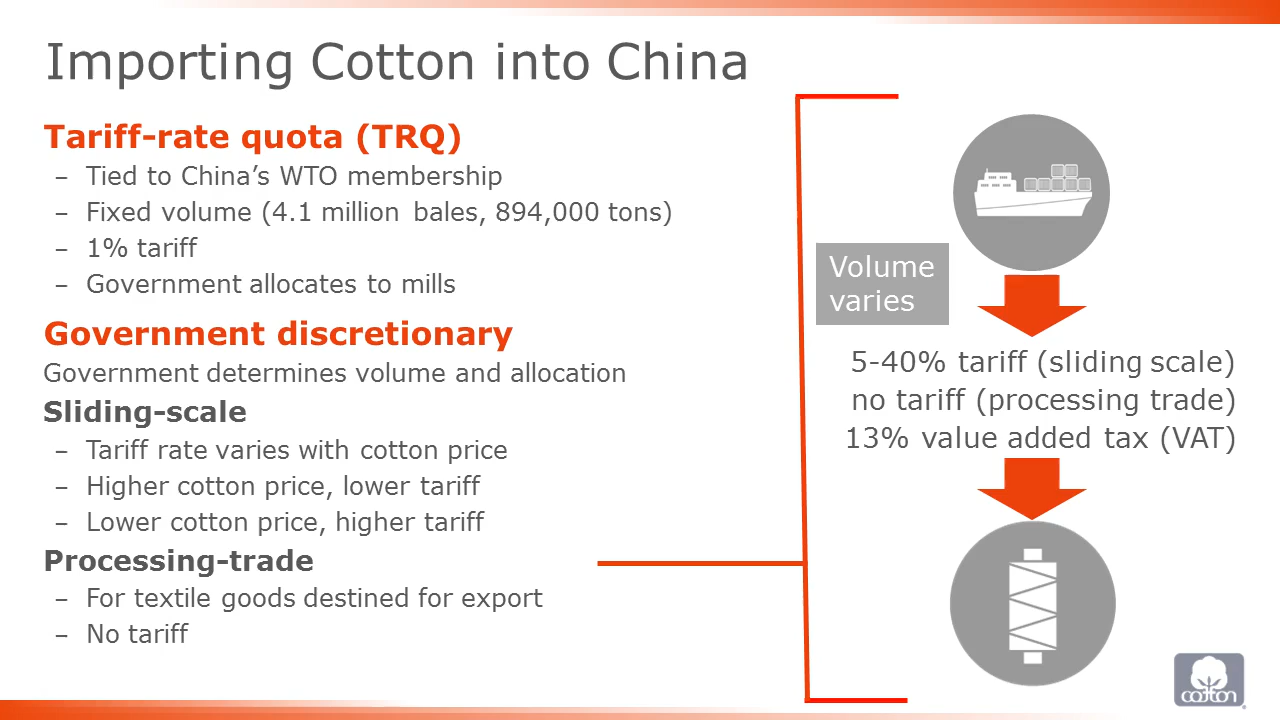 Importing Cotton into China
Tariff-rate quota (TRQ)
– Tied to China’s WTO membership
– Fixed volume (4.1 million bales, 894,000 tons)
– 1% tariff
– Government allocates to mills
Government discretionary
Government determines volume and allocation
Sliding-scale
– Tariff rate varies with cotton price
– Higher cotton price, lower tariff
– Lower cotton price, higher tariff
Processing-trade
– For textile goods destined for export
– No tariff
Volume
varies
5-40% tariff (sliding scale)
no tariff (processing trade)
13% value added tax (VAT)
cotton